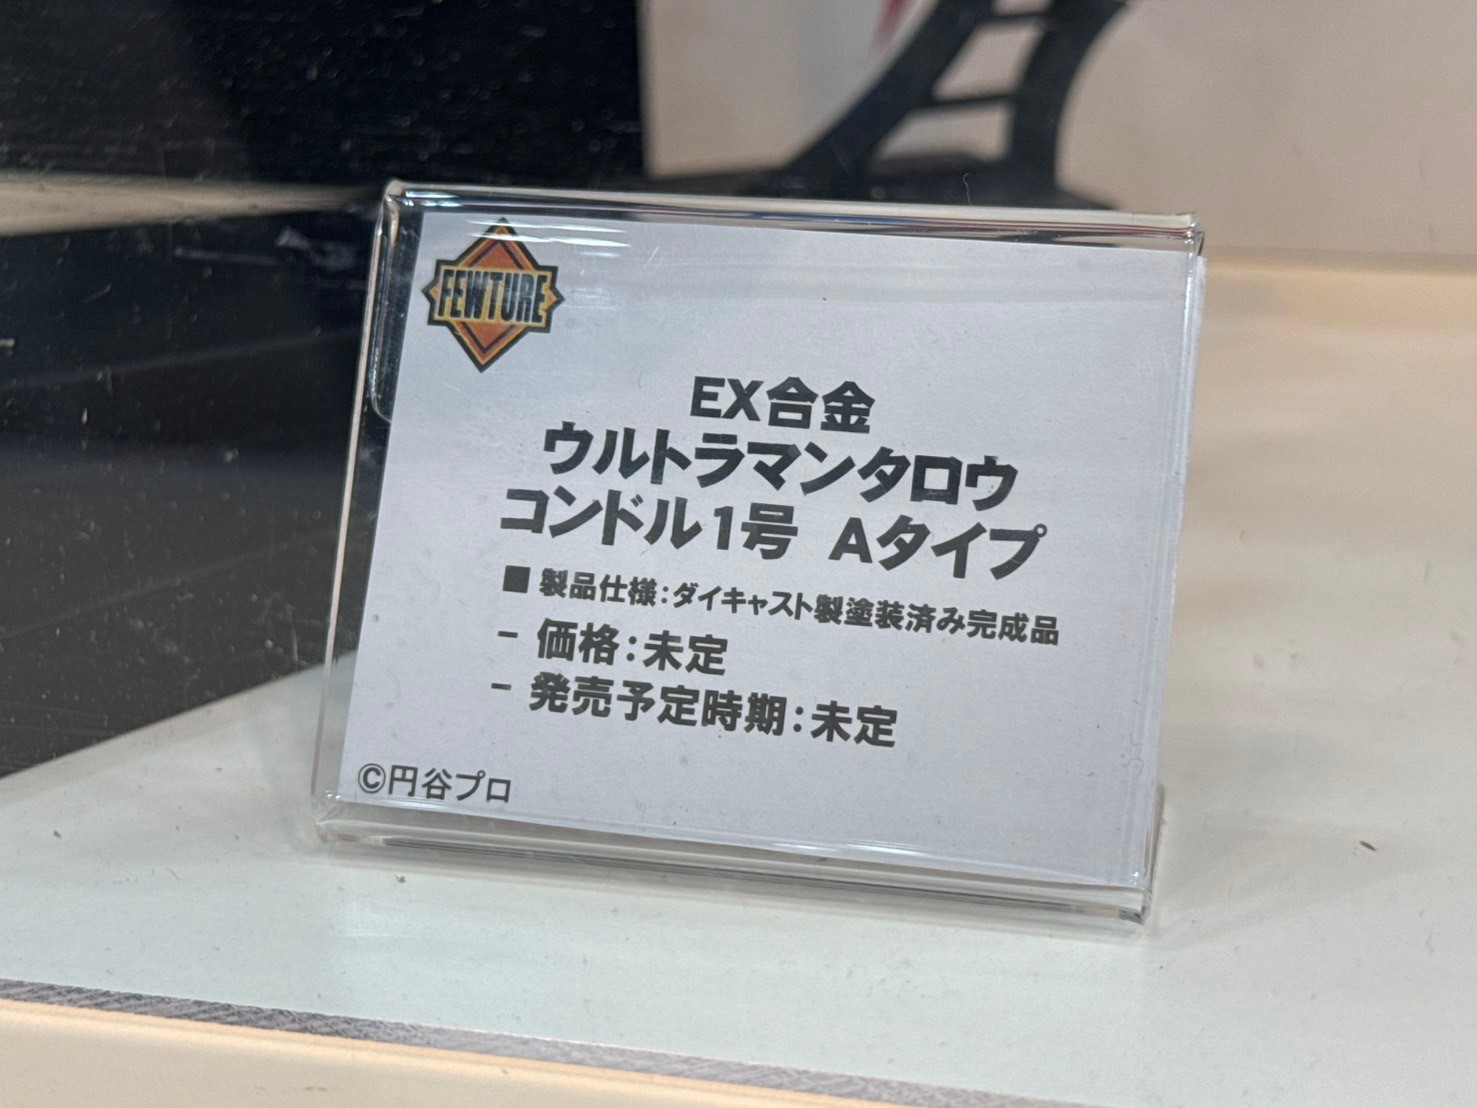 FEWTURE
EX合金
ウルトラマンタロウ
コンドル1号 Aタイプ
■ 製品仕様:ダイキャスト製塗装済み完成品
- 価格:未定
- 発売予定時期:未定
©円谷プロ